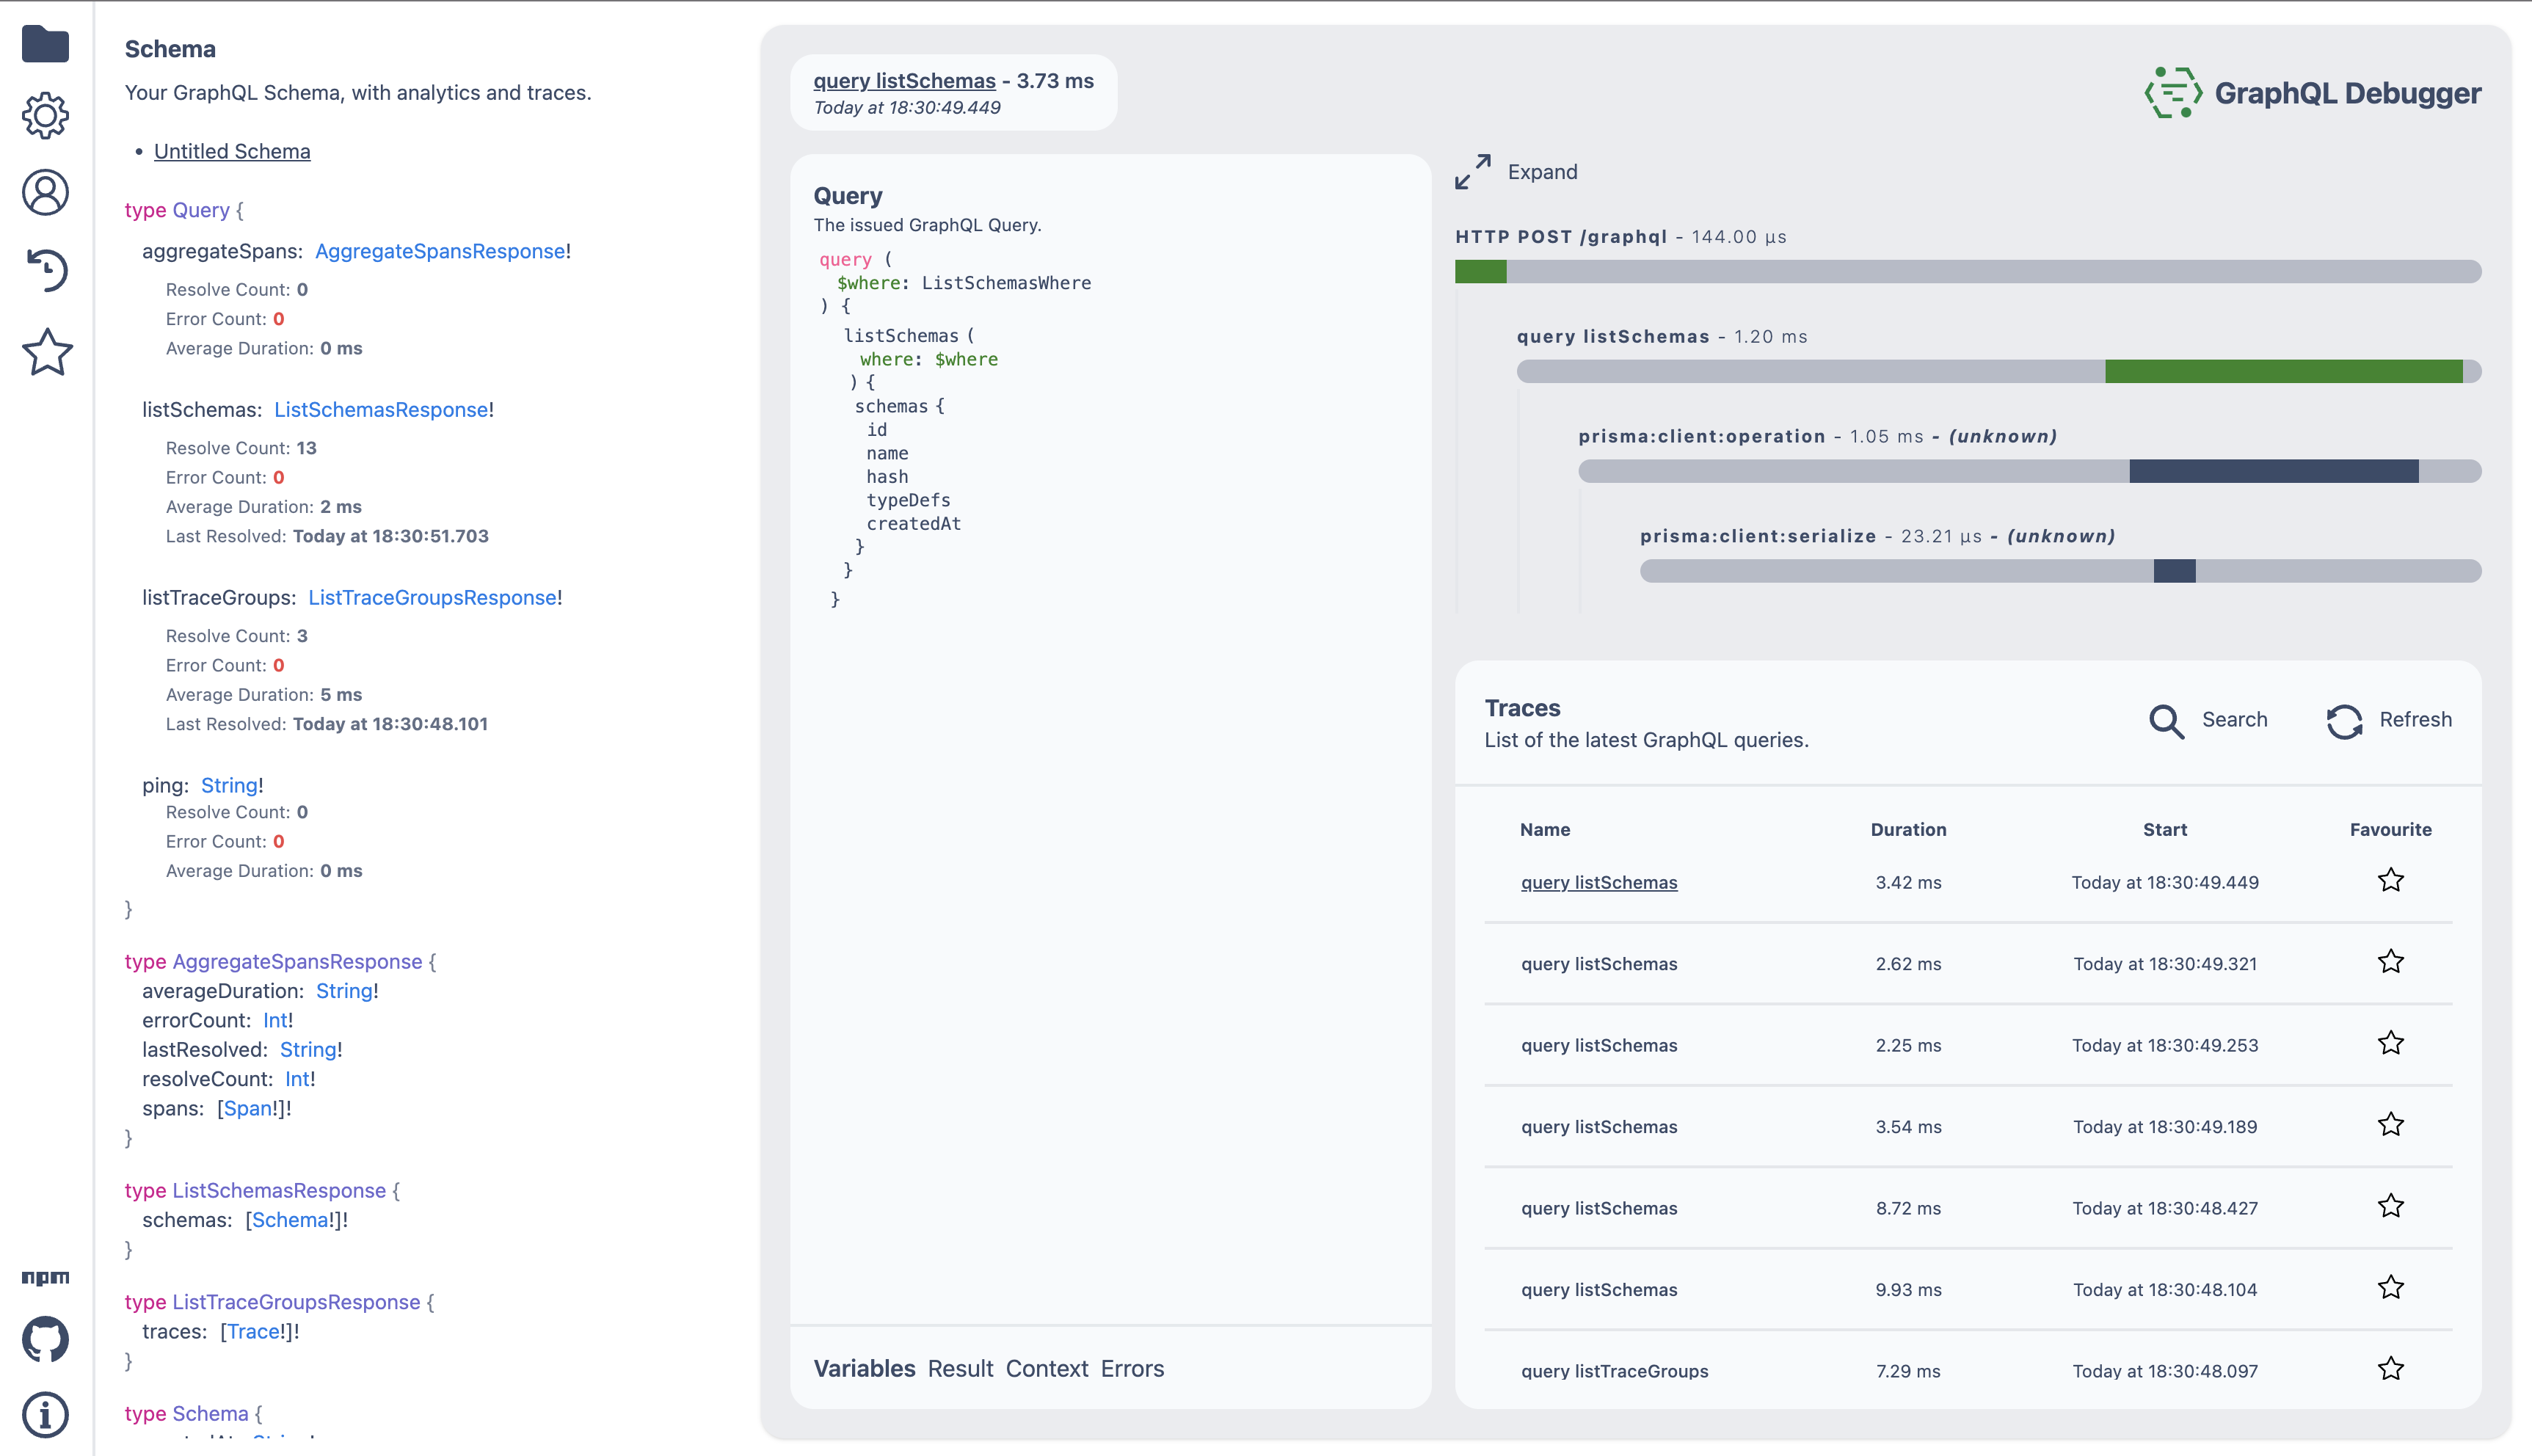 Schema
Your GraphQL Schema, with analytics and traces.
• Untitled Schema
type Query {
aggregateSpans: AggregateSpansResponse!
Resolve Count: 0
Error Count: 0
Average Duration: 0 ms
listSchemas: ListSchemasResponse!
Resolve Count: 13
Error Count: 0
Average Duration: 2 ms
Last Resolved: Today at 18:30:51.703
listTraceGroups: ListTraceGroupsResponse!
Resolve Count: 3
Error Count: 0
Average Duration: 5 ms
Last Resolved: Today at 18:30:48.101
ping: String!
Resolve Count: 0
Error Count: 0
Average Duration: 0 ms
}
type AggregateSpansResponse {
averageDuration: String!
errorCount: Int!
lastResolved: String!
resolveCount: Int!
spans: [Span!]!
}
type ListSchemasResponse {
schemas: [Schema!]!
}
type ListTraceGroupsResponse {
traces: [Trace!]!
}
type Schema {
npm
query listSchemas - 3.73 ms
Today at 18:30:49.449
Query
The issued GraphQL Query.
query (
$where: ListSchemasWhere
) {
listSchemas (
where: $where
) {
schemas {
id
name
hash
typeDefs
createdAt
}
}
}
Variables Result Context Errors
GraphQL Debugger
Expand
HTTP POST /graphql - 144.00 µs
query listSchemas - 1.20 ms
prisma:client:operation - 1.05 ms - (unknown)
prisma:client:serialize - 23.21 µs - (unknown)
Traces
List of the latest GraphQL queries.
Search Refresh
Name Duration Start Favourite
query listSchemas 3.42 ms Today at 18:30:49.449
query listSchemas 2.62 ms Today at 18:30:49.321
query listSchemas 2.25 ms Today at 18:30:49.253
query listSchemas 3.54 ms Today at 18:30:49.189
query listSchemas 8.72 ms Today at 18:30:48.427
query listSchemas 9.93 ms Today at 18:30:48.104
query listTraceGroups 7.29 ms Today at 18:30:48.097